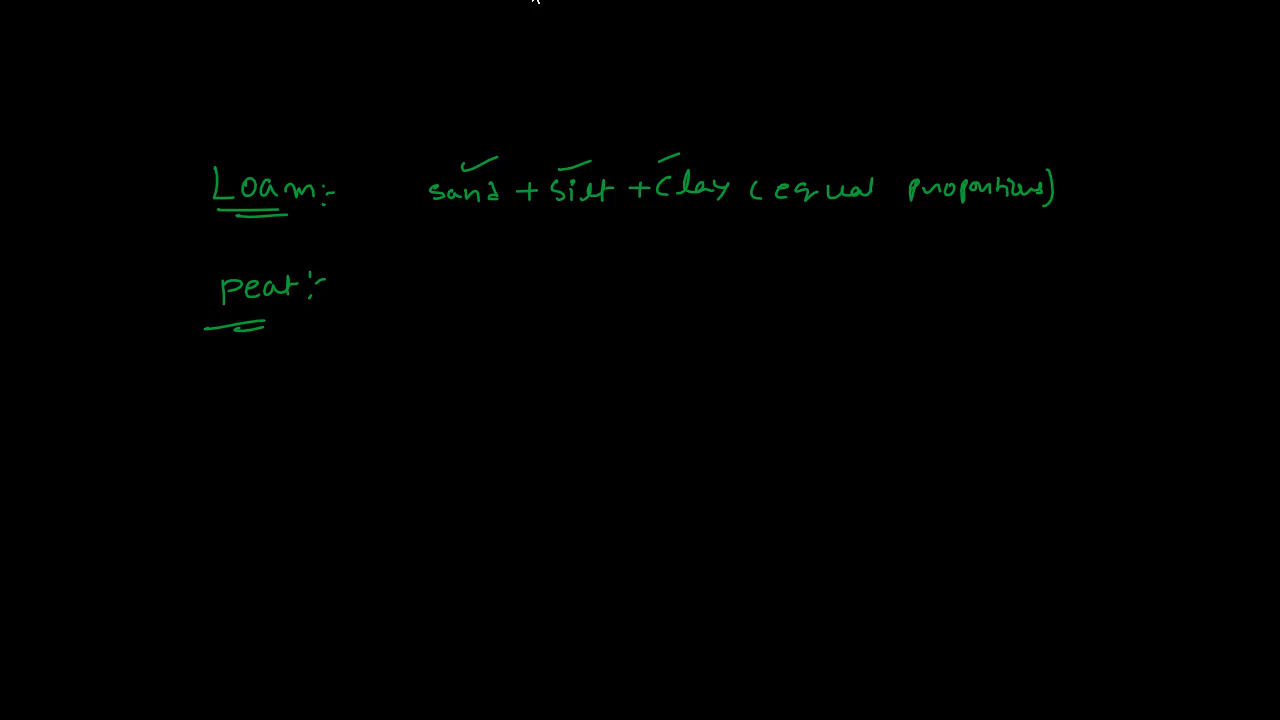 Loam:- sand + silt + clay (equal proportions)
peat:-